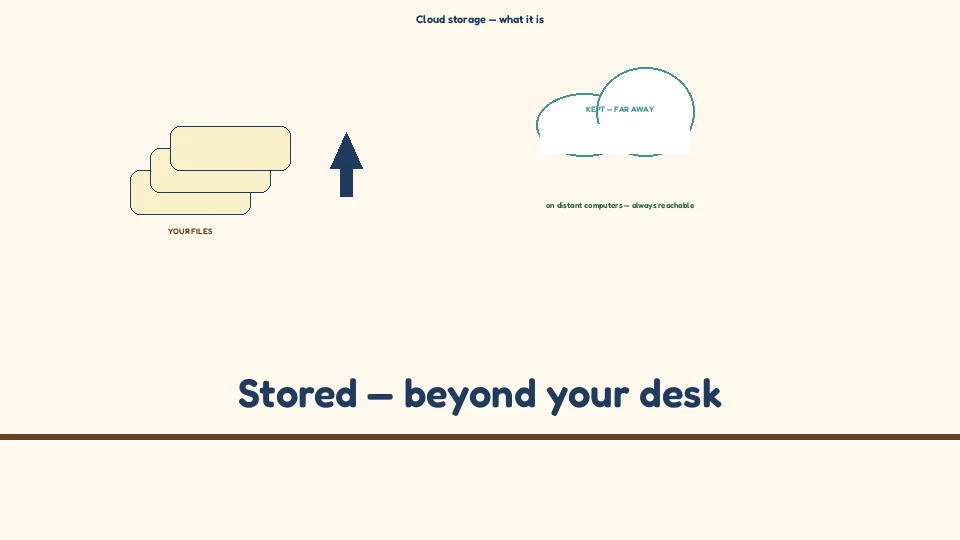 Cloud storage — what it is
KEPT — FAR AWAY
on distant computers — always reachable
YOUR FILES
Stored — beyond your desk